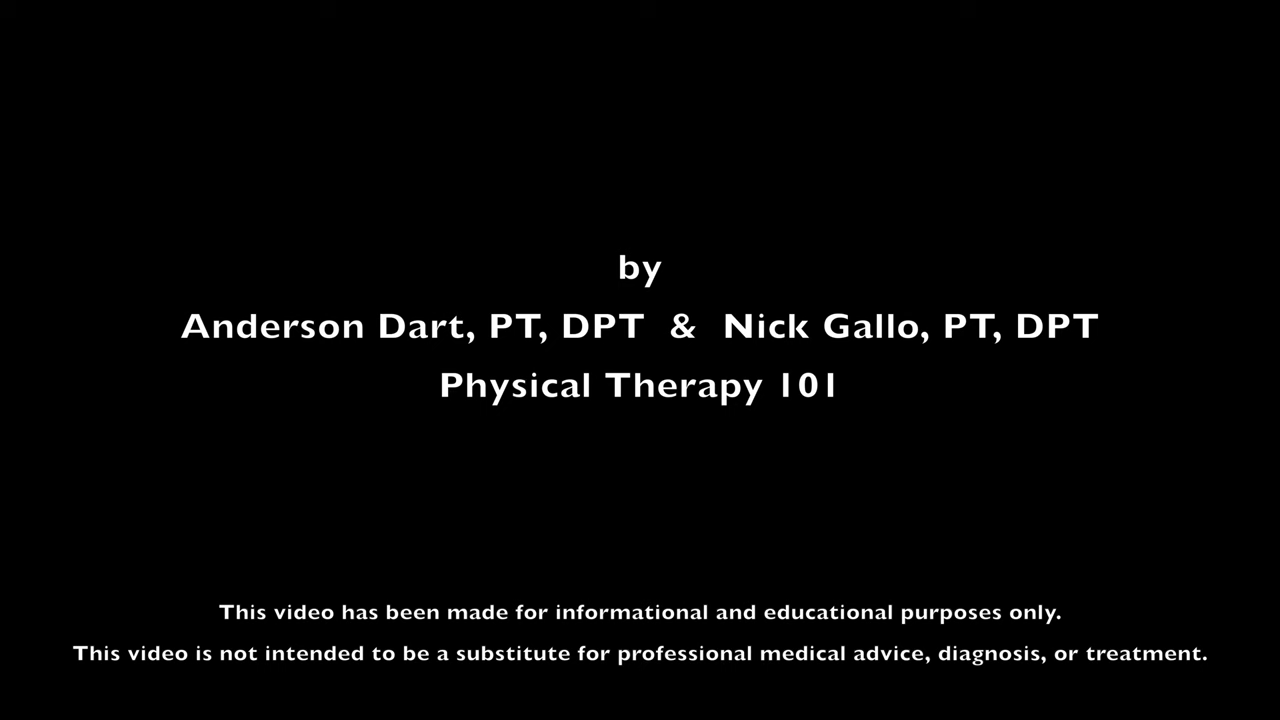 by
Anderson Dart, PT, DPT & Nick Gallo, PT, DPT
Physical Therapy 101
This video has been made for informational and educational purposes only.
This video is not intended to be a substitute for professional medical advice, diagnosis, or treatment.